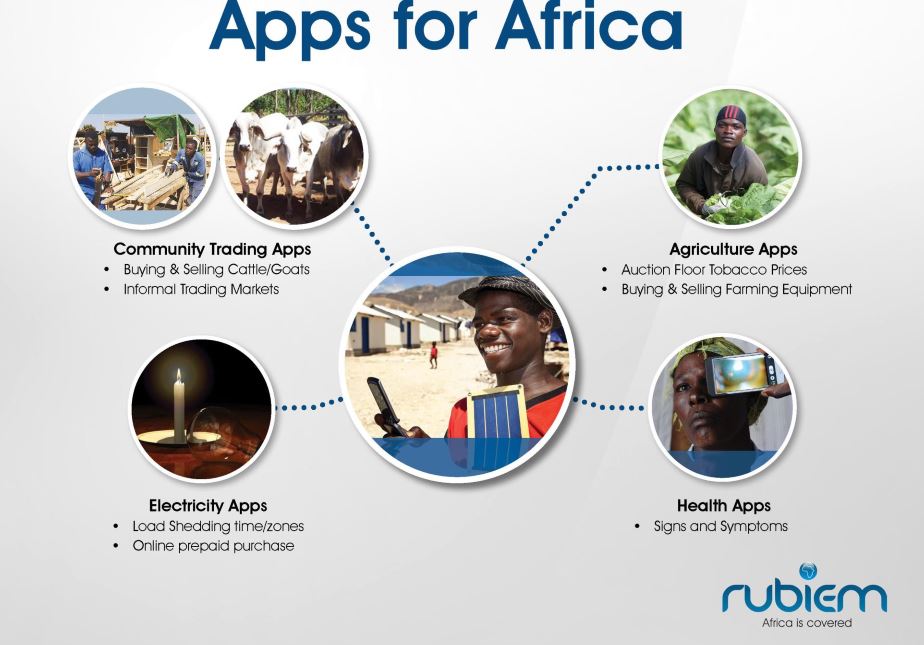 Apps for Africa
Community Trading Apps
• Buying & Selling Cattle/Goats
• Informal Trading Markets
Agriculture Apps
• Auction Floor Tobacco Prices
• Buying & Selling Farming Equipment
Electricity Apps
• Load Shedding time/zones
• Online prepaid purchase
Health Apps
• Signs and Symptoms
rubiem
Africa is covered